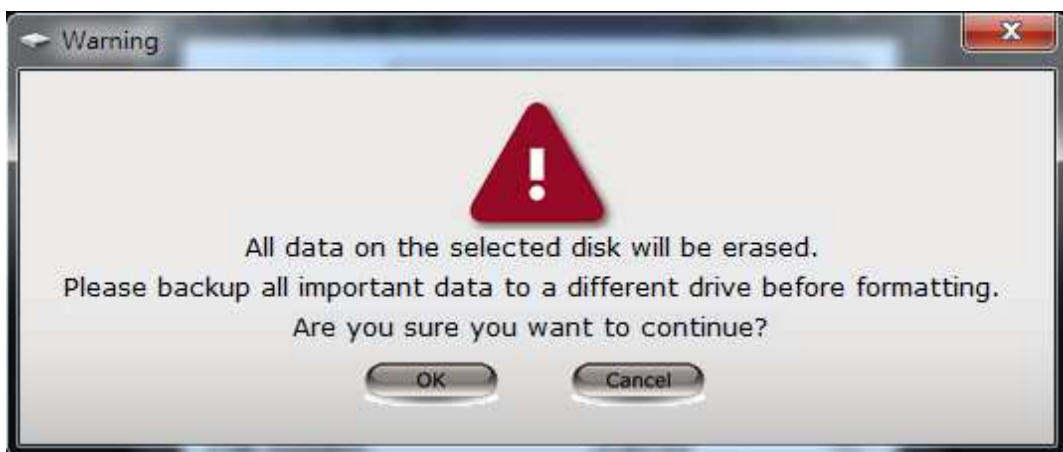 Warning
All data on the selected disk will be erased.
Please backup all important data to a different drive before formatting.
Are you sure you want to continue?
OK Cancel